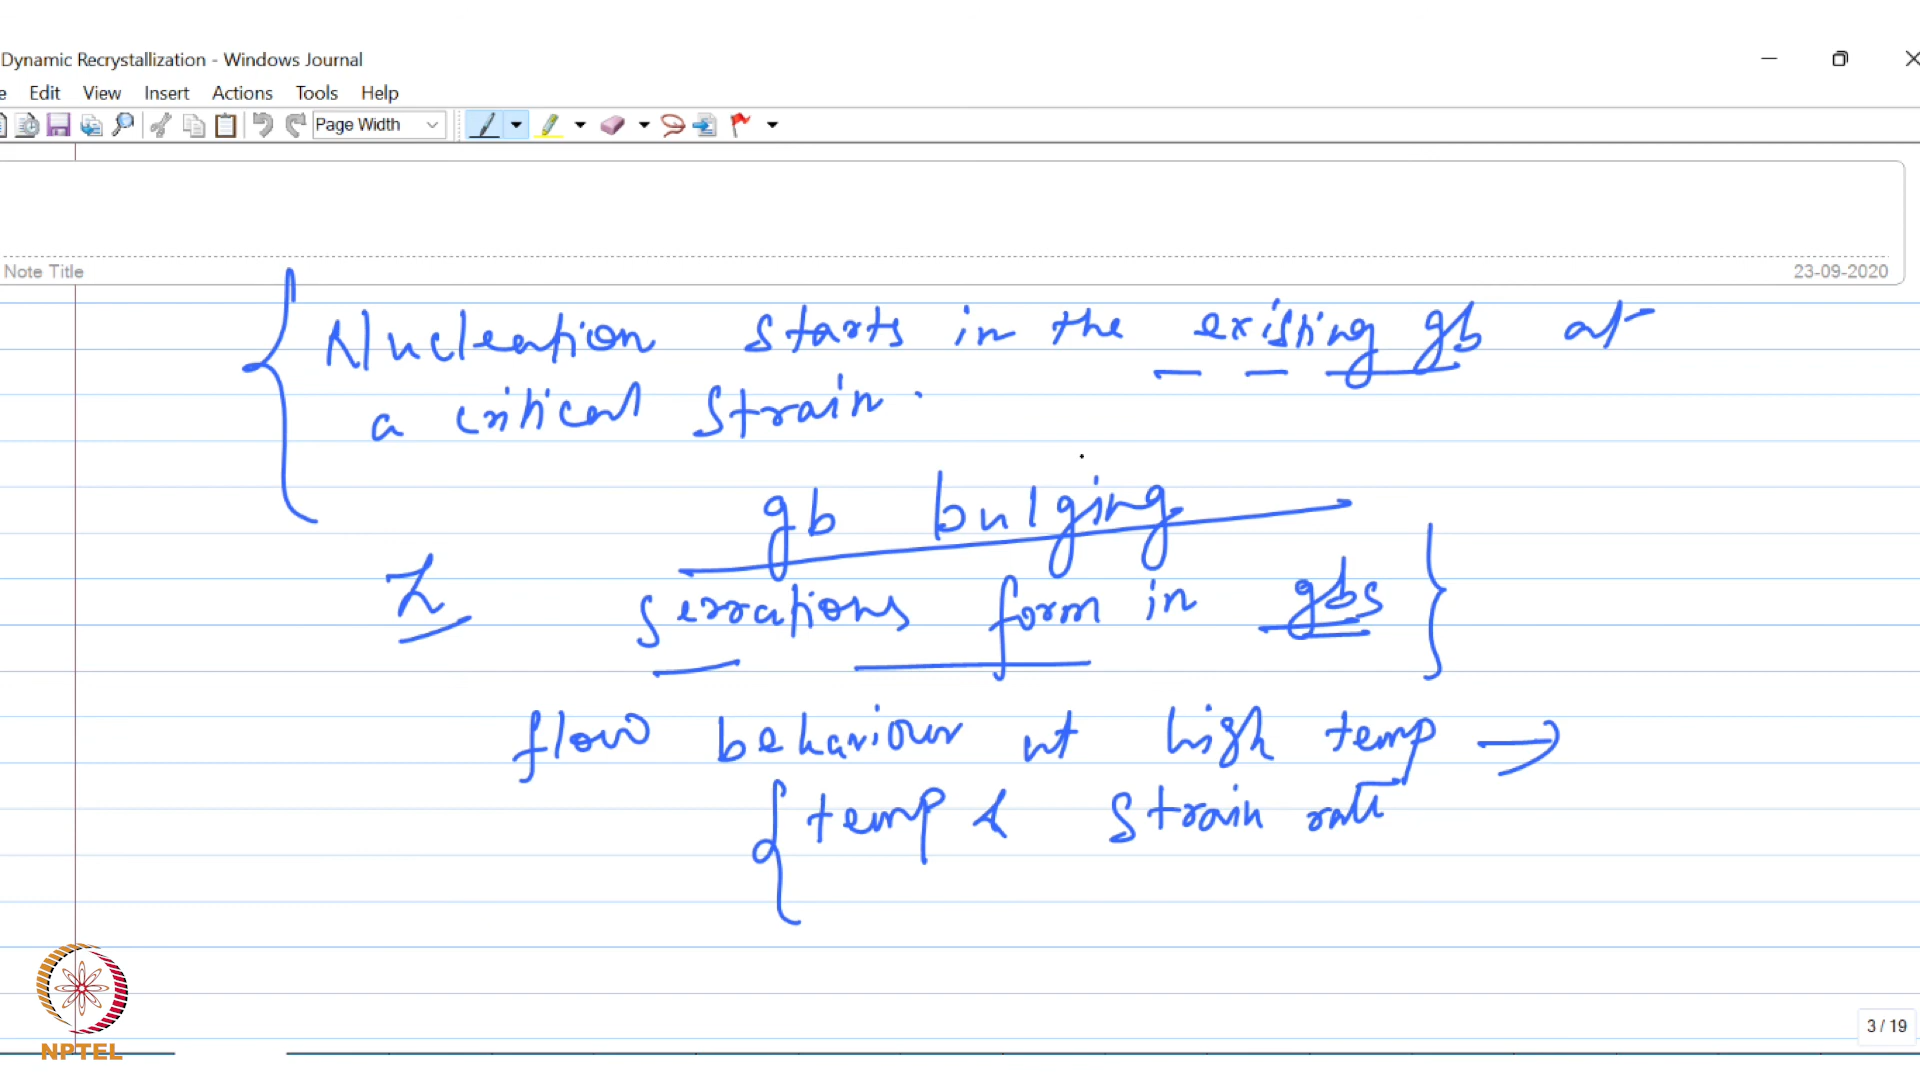 Dynamic Recrystallization - Windows Journal
e Edit View Insert Actions Tools Help
Page Width
Note Title
23-09-2020
Nucleation starts in the existing gb at
a critical strain.
gb bulging
Z serrations form in gbs
flow behaviour at high temp →
temp & strain rate
NPTEL
3 / 19